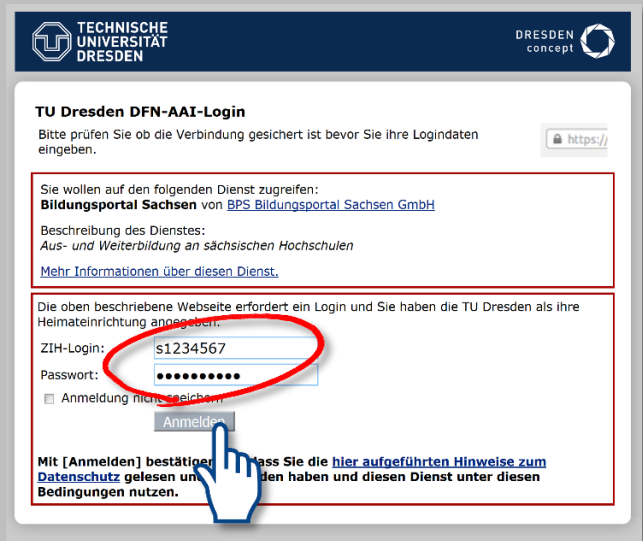 TECHNISCHE
UNIVERSITÄT
DRESDEN
DRESDEN
concept
TU Dresden DFN-AAI-Login
Bitte prüfen Sie ob die Verbindung gesichert ist bevor Sie ihre Logindaten
eingeben.
https://
Sie wollen auf den folgenden Dienst zugreifen:
Bildungsportal Sachsen von BPS Bildungsportal Sachsen GmbH
Beschreibung des Dienstes:
Aus- und Weiterbildung an sächsischen Hochschulen
Mehr Informationen über diesen Dienst.
Die oben beschriebene Webseite erfordert ein Login und Sie haben die TU Dresden als ihre
Heimateinrichtung angegeben.
ZIH-Login:
s1234567
Passwort:
●●●●●●●●●●
Anmeldung nicht speichern
Anmelden
Mit [Anmelden] bestätigen dass Sie die hier aufgeführten Hinweise zum
Datenschutz gelesen haben und diesen Dienst unter diesen
Bedingungen nutzen.